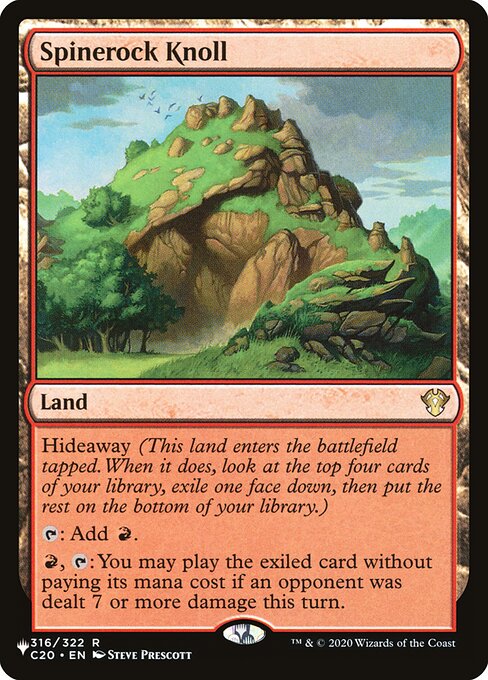 Spinerock Knoll
Land
Hideaway (This land enters the battlefield
tapped. When it does, look at the top four cards
of your library, exile one face down, then put the
rest on the bottom of your library.)
: Add .
, : You may play the exiled card without
paying its mana cost if an opponent was
dealt 7 or more damage this turn.
316/322 R
C20 • EN Steve Prescott
™ & © 2020 Wizards of the Coast